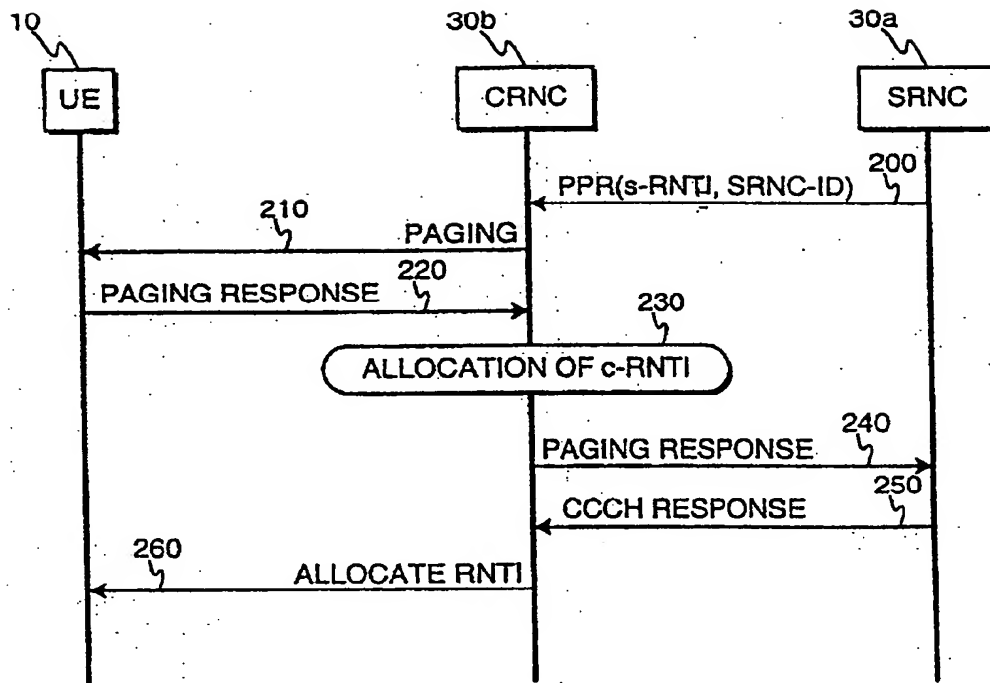 10 30b 30a
UE CRNC SRNC
200
PPR(s-RNTI, SRNC-ID)
210
PAGING
220
PAGING RESPONSE
230
ALLOCATION OF c-RNTI
240
PAGING RESPONSE
250
CCCH RESPONSE
260
ALLOCATE RNTI